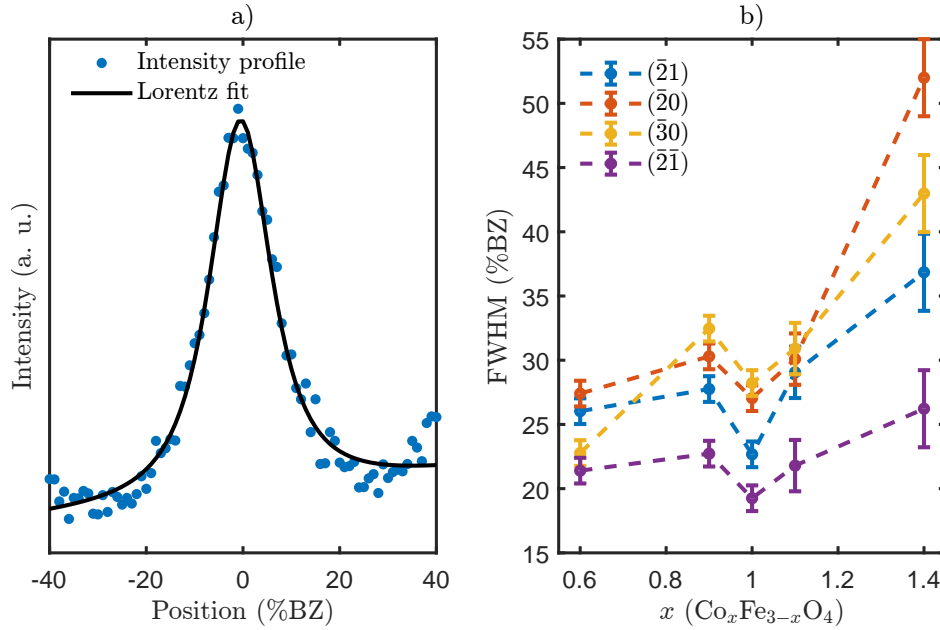 a)
Intensity profile
Lorentz fit
Intensity (a. u.)
-40
-20
0
20
40
Position (%BZ)
b)
(2̄1)
(2̄0)
(3̄0)
(2̄1̄)
FWHM (%BZ)
55
50
45
40
35
30
25
20
15
0.6
0.8
1
1.2
1.4
x (CoₓFe₃₋ₓO₄)